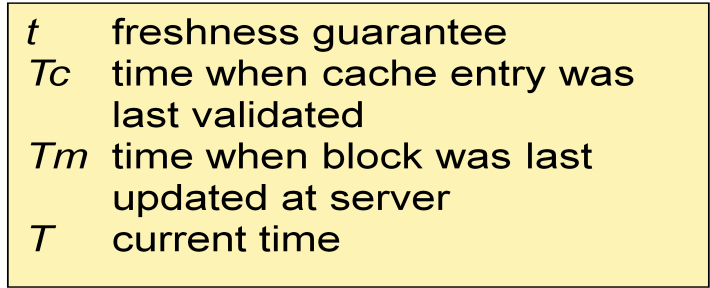 t freshness guarantee
Tc time when cache entry was
last validated
Tm time when block was last
updated at server
T current time